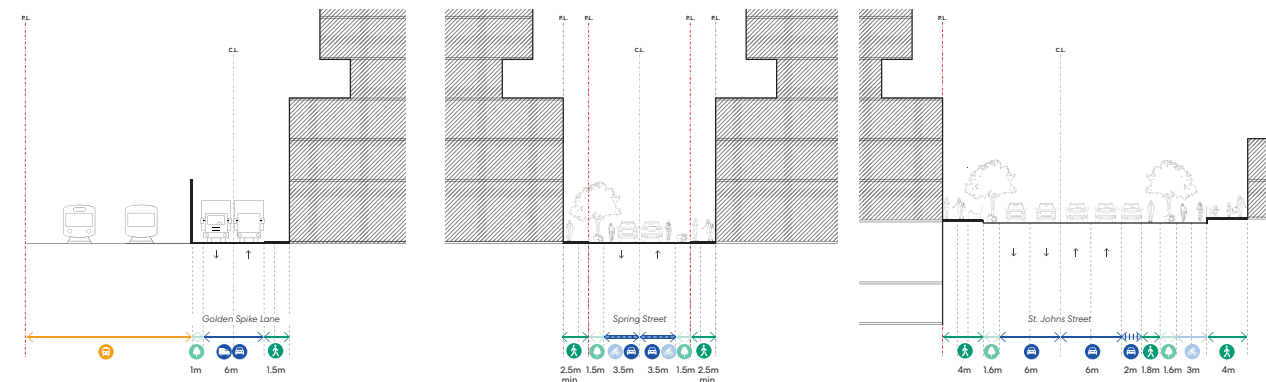 P.L.
C.L.
Golden Spike Lane
1m 6m 1.5m
P.L. P.L. P.L. P.L.
C.L.
Spring Street
2.5m 1.5m 3.5m 3.5m 1.5m 2.5m
min min
P.L.
C.L.
St. Johns Street
4m 1.6m 6m 6m 2m 1.8m 1.6m 3m 4m